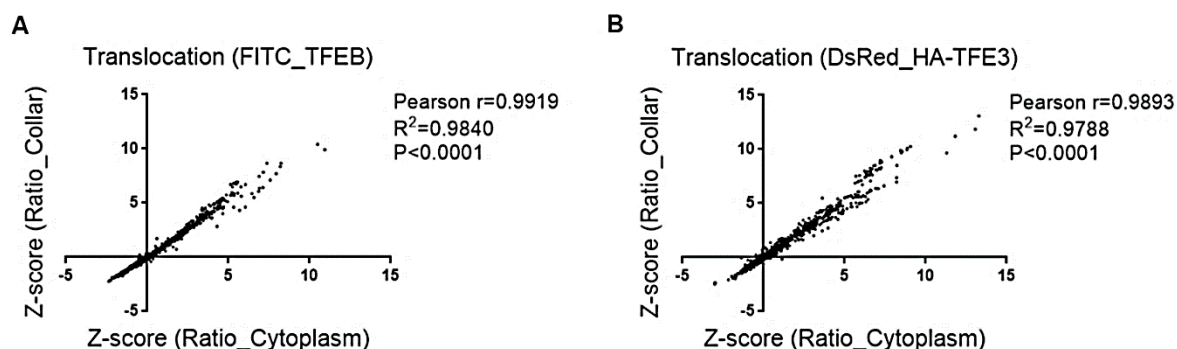 A
Translocation (FITC_TFEB)
Z-score (Ratio_Collar)
15
10
5
-5
-5
5
10
15
Z-score (Ratio_Cytoplasm)
Pearson r=0.9919
R²=0.9840
P<0.0001
B
Translocation (DsRed_HA-TFE3)
Z-score (Ratio_Collar)
15
10
5
-5
-5
5
10
15
Z-score (Ratio_Cytoplasm)
Pearson r=0.9893
R²=0.9788
P<0.0001